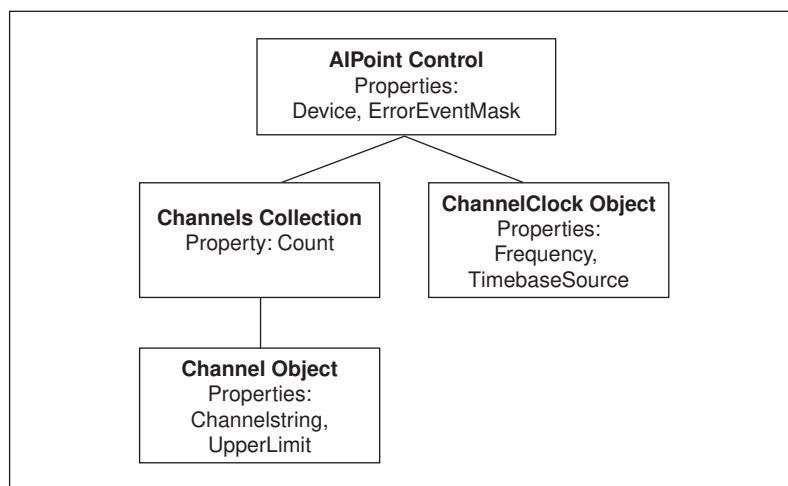 AIPoint Control
Properties:
Device, ErrorEventMask
Channels Collection
Property: Count
ChannelClock Object
Properties:
Frequency,
TimebaseSource
Channel Object
Properties:
Channelstring,
UpperLimit